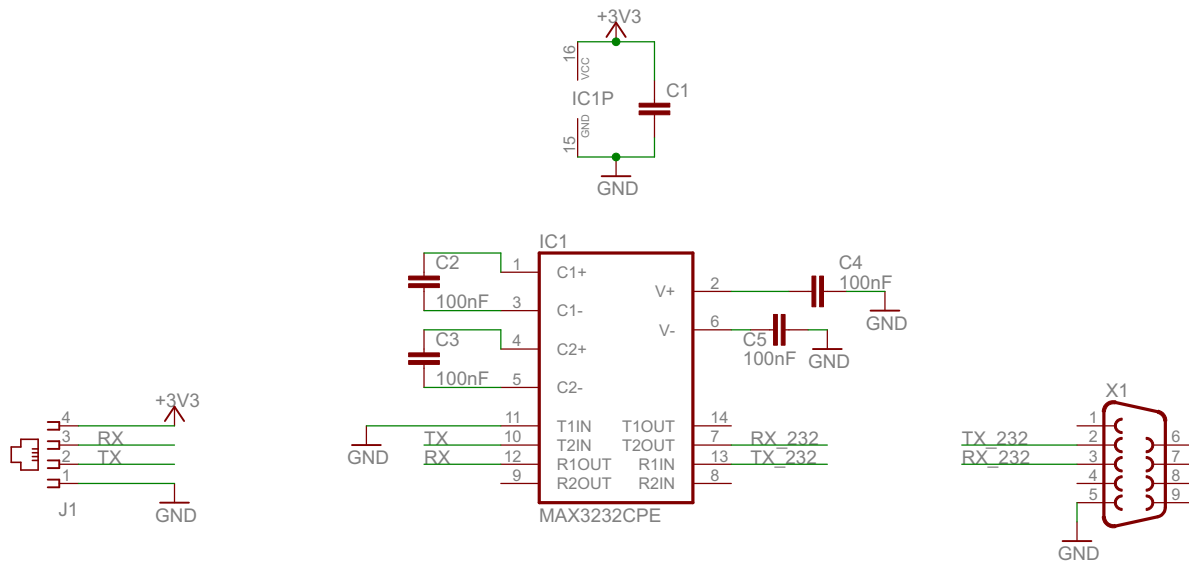 +3V3
16
VCC
IC1P
C1
15
GND
GND
IC1
C2
1
C1+
100nF
3
C1-
C3
4
C2+
100nF
5
C2-
V+
2
C4
100nF
GND
V-
6
C5
100nF
GND
11
T1IN
T1OUT
14
GND
TX
10
T2IN
T2OUT
7
RX_232
RX
12
R1OUT
R1IN
13
TX_232
9
R2OUT
R2IN
8
MAX3232CPE
+3V3
4
3
RX
2
TX
1
J1
GND
X1
1
TX_232
2
6
RX_232
3
7
4
8
5
9
GND